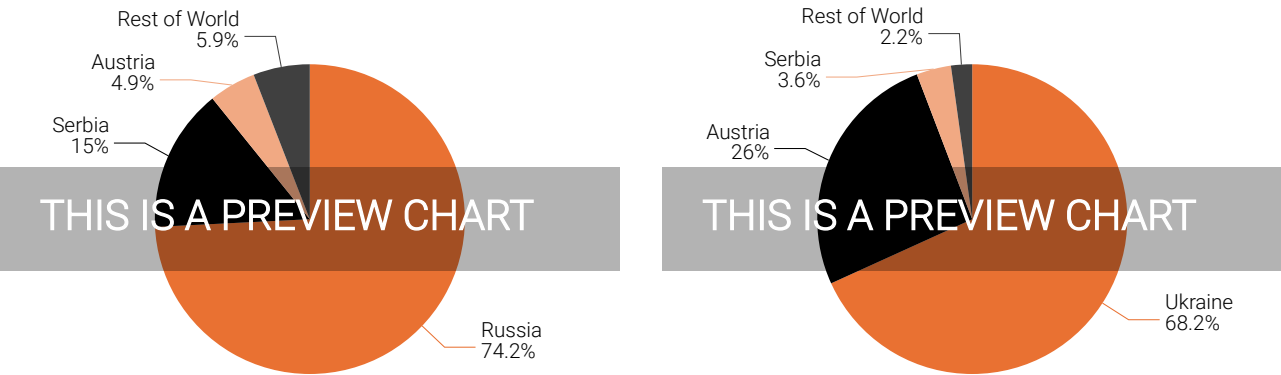 Rest of World
5.9%
Austria
4.9%
Serbia
15%
THIS IS A PREVIEW CHART
Russia
74.2%
Rest of World
2.2%
Serbia
3.6%
Austria
26%
THIS IS A PREVIEW CHART
Ukraine
68.2%